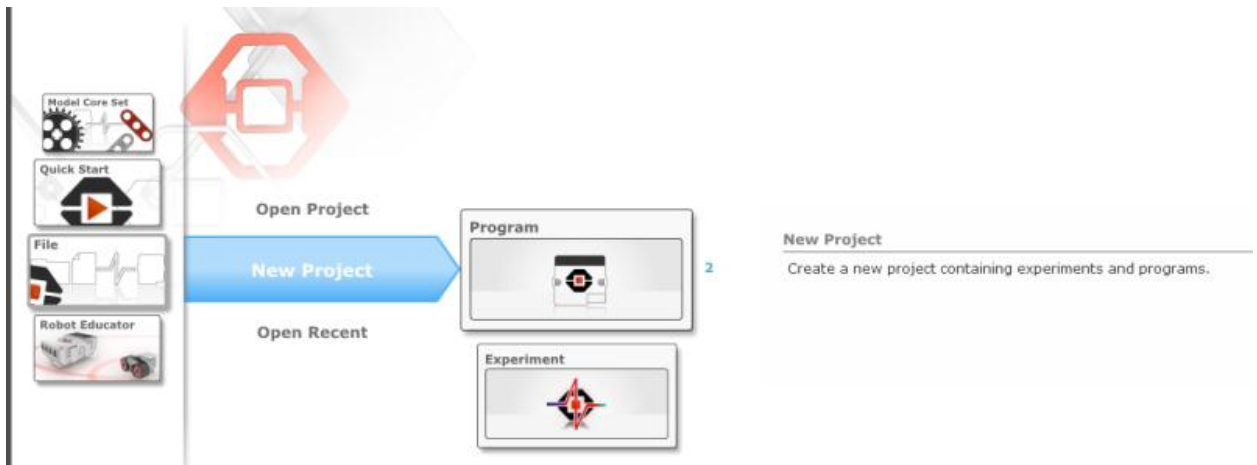 Model Core Set
Quick Start
File
Robot Educator
Open Project
New Project
Open Recent
Program
2
Experiment
New Project
Create a new project containing experiments and programs.